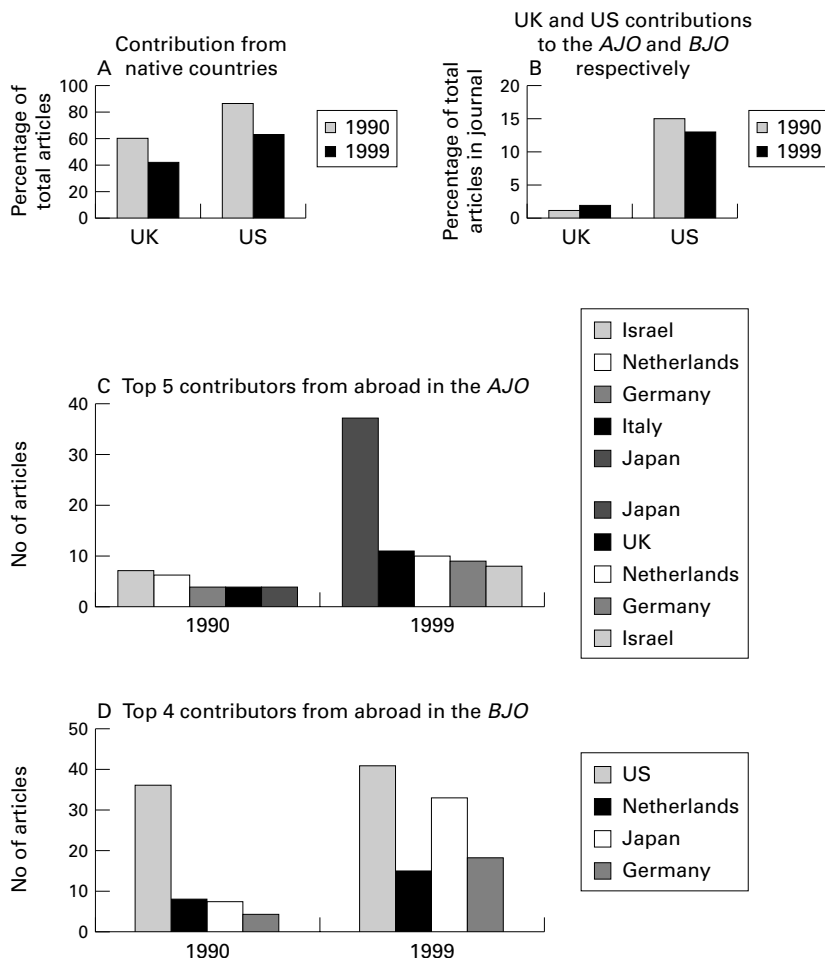 A
Contribution from
native countries
Percentage of
total articles
100
80
60
40
20
0
UK
US
1990
1999
UK and US contributions
to the AJO and BJO
B
respectively
Percentage of total
articles in journal
20
15
10
5
0
UK
US
1990
1999
C Top 5 contributors from abroad in the AJO
No of articles
40
30
20
10
0
1990
1999
Israel
Netherlands
Germany
Italy
Japan
Japan
UK
Netherlands
Germany
Israel
D Top 4 contributors from abroad in the BJO
No of articles
50
40
30
20
10
0
1990
1999
US
Netherlands
Japan
Germany